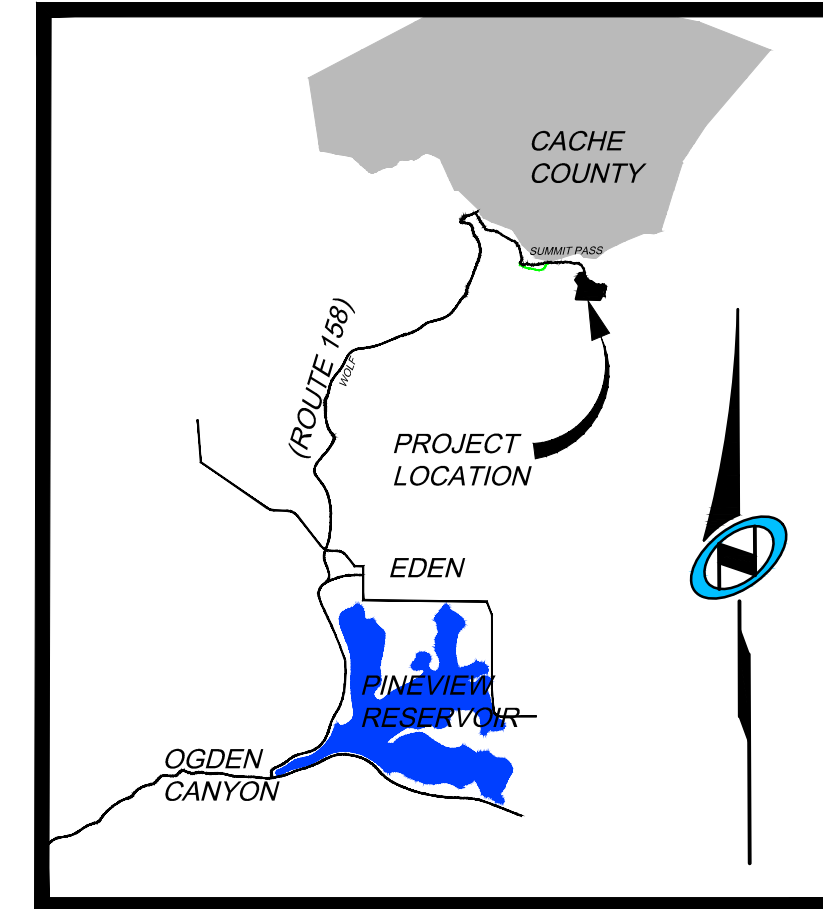 CACHE
COUNTY
SUMMIT PASS
(ROUTE 158)
WOLF
PROJECT
LOCATION
N
EDEN
PINEVIEW
RESERVOIR
OGDEN
CANYON